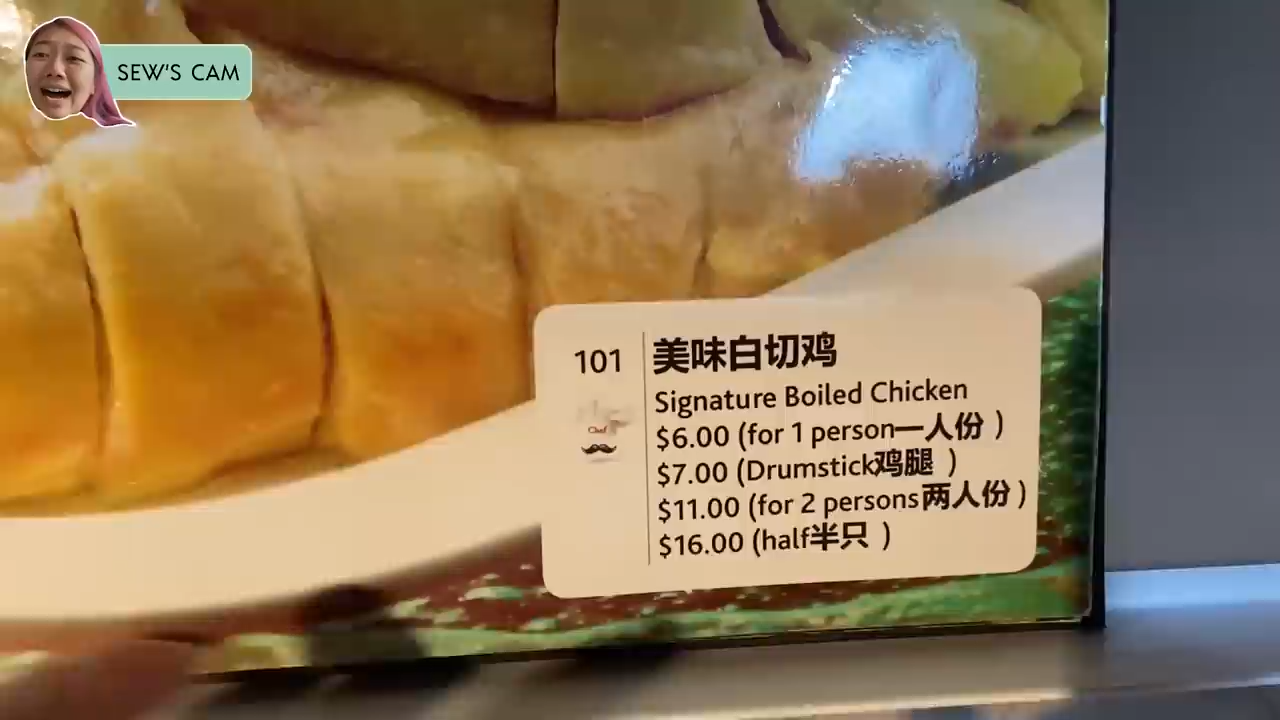 SEW'S CAM
101
美味白切鸡
Signature Boiled Chicken
$6.00 (for 1 person一人份 )
$7.00 (Drumstick鸡腿 )
$11.00 (for 2 persons两人份 )
$16.00 (half半只 )
Chef